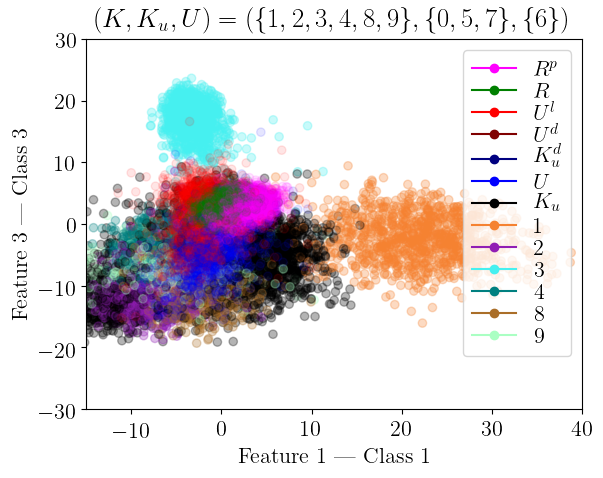 (K, K_u, U) = ({1, 2, 3, 4, 8, 9}, {0, 5, 7}, {6})
30
20
10
0
−10
−20
−30
Feature 3 — Class 3
R^p
R
U^l
U^d
K_u^d
U
K_u
1
2
3
4
8
9
−10
0
10
20
30
40
Feature 1 — Class 1